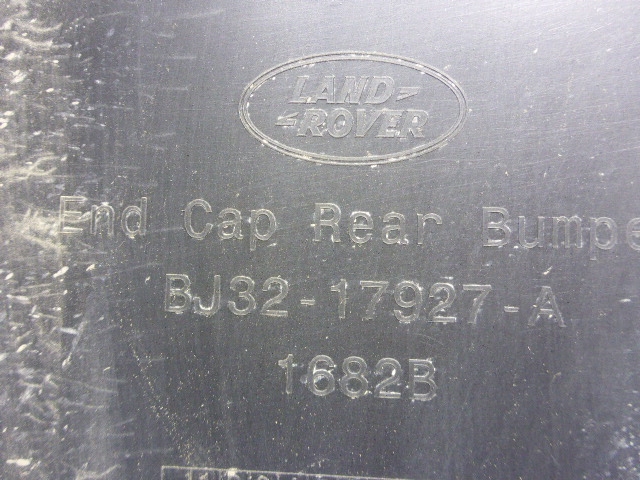 LAND
ROVER
End Cap Rear Bumpe
BJ32-17927-A
1682B